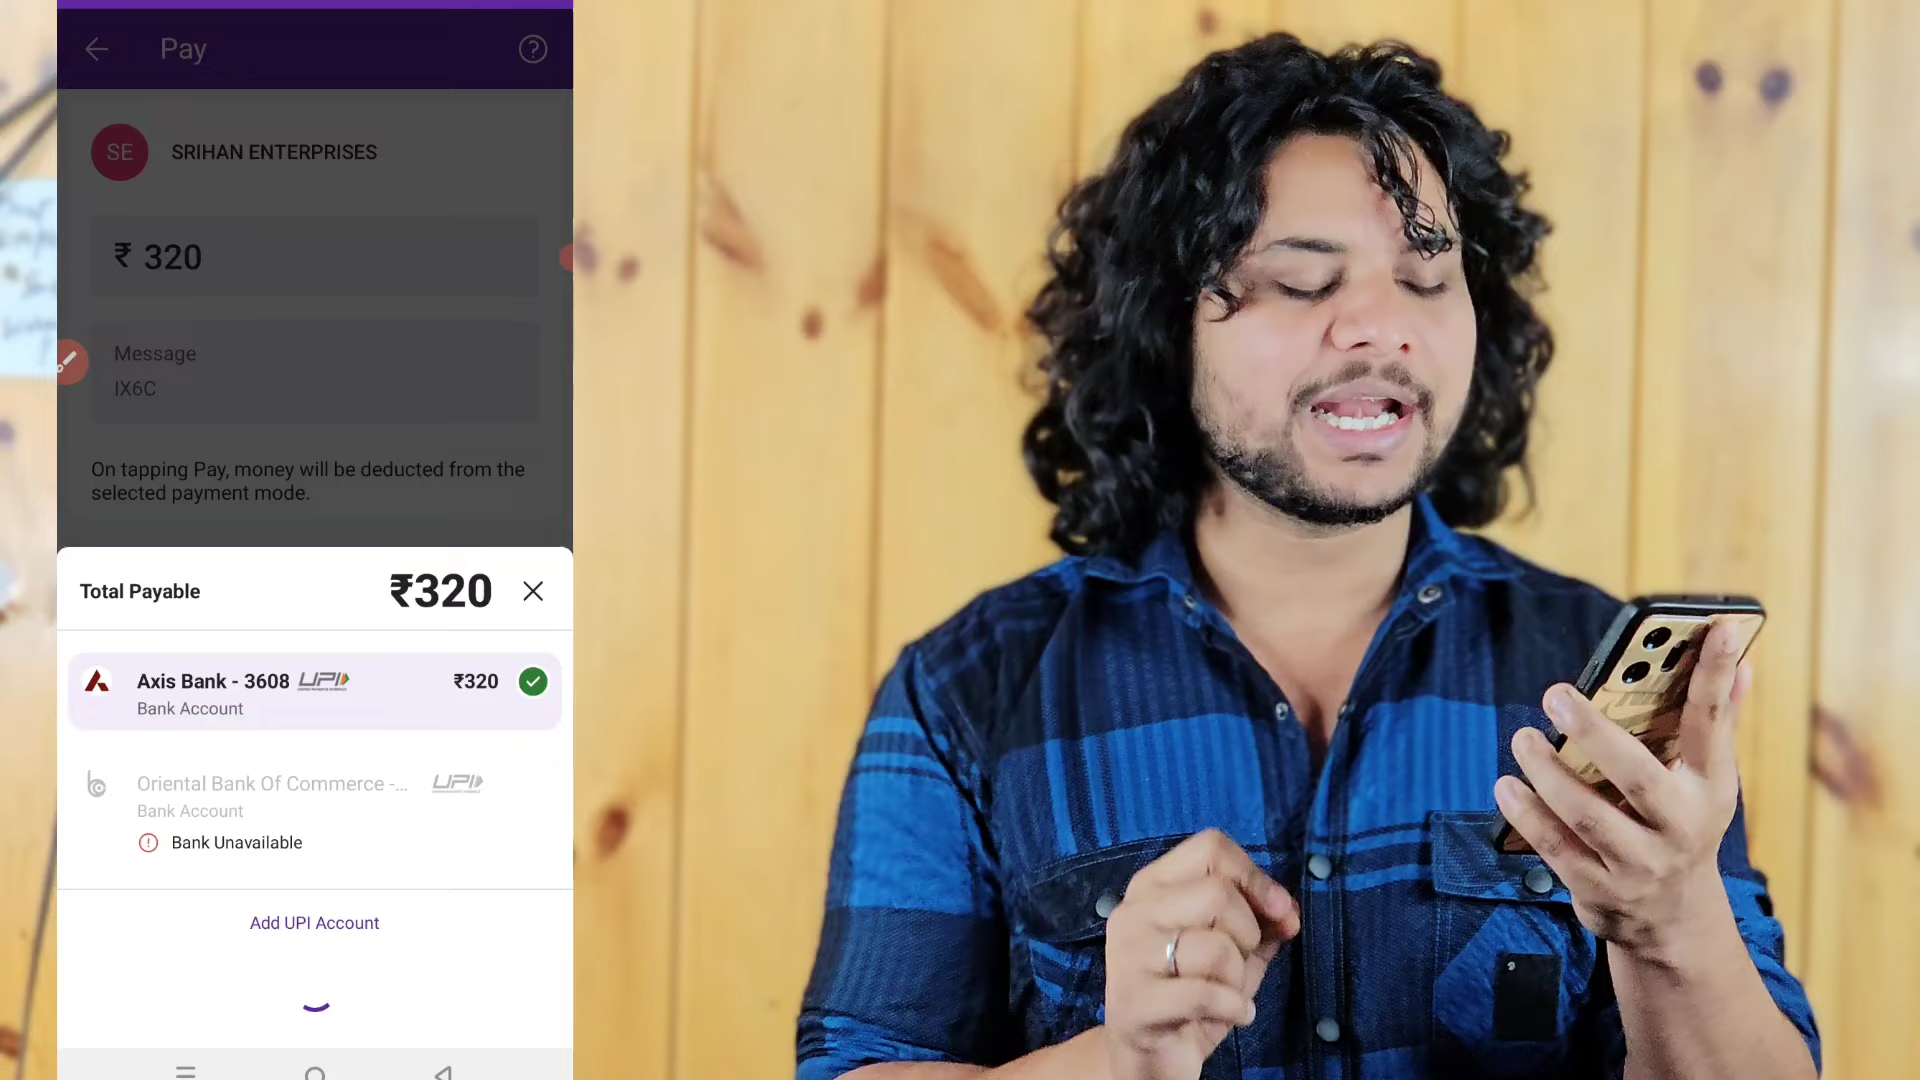 Pay
SE SRIHAN ENTERPRISES
₹ 320
Message
IX6C
On tapping Pay, money will be deducted from the
selected payment mode.
Total Payable ₹320
Axis Bank - 3608 UPI ₹320
Bank Account
Oriental Bank Of Commerce -... UPI
Bank Account
Bank Unavailable
Add UPI Account